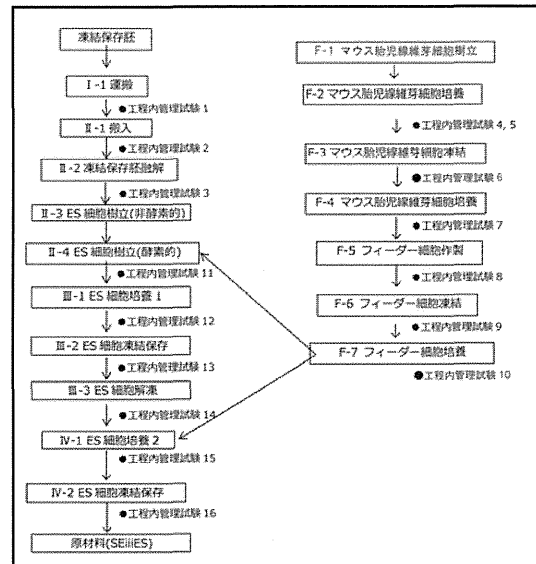 凍結保存胚
Ⅰ-1 運搬
●工程内管理試験 1
Ⅱ-1 搬入
●工程内管理試験 2
Ⅱ-2 凍結保存胚融解
●工程内管理試験 3
Ⅱ-3 ES 細胞樹立(非酵素的)
Ⅱ-4 ES 細胞樹立(酵素的)
●工程内管理試験 11
Ⅲ-1 ES 細胞培養 1
●工程内管理試験 12
Ⅲ-2 ES 細胞凍結保存
●工程内管理試験 13
Ⅲ-3 ES 細胞解凍
●工程内管理試験 14
Ⅳ-1 ES 細胞培養 2
●工程内管理試験 15
Ⅳ-2 ES 細胞凍結保存
●工程内管理試験 16
原材料(SEiiiES)
F-1 マウス胎児線維芽細胞樹立
F-2 マウス胎児線維芽細胞培養
●工程内管理試験 4, 5
F-3 マウス胎児線維芽細胞凍結
●工程内管理試験 6
F-4 マウス胎児線維芽細胞培養
●工程内管理試験 7
F-5 フィーダー細胞作製
●工程内管理試験 8
F-6 フィーダー細胞凍結
●工程内管理試験 9
F-7 フィーダー細胞培養
●工程内管理試験 10